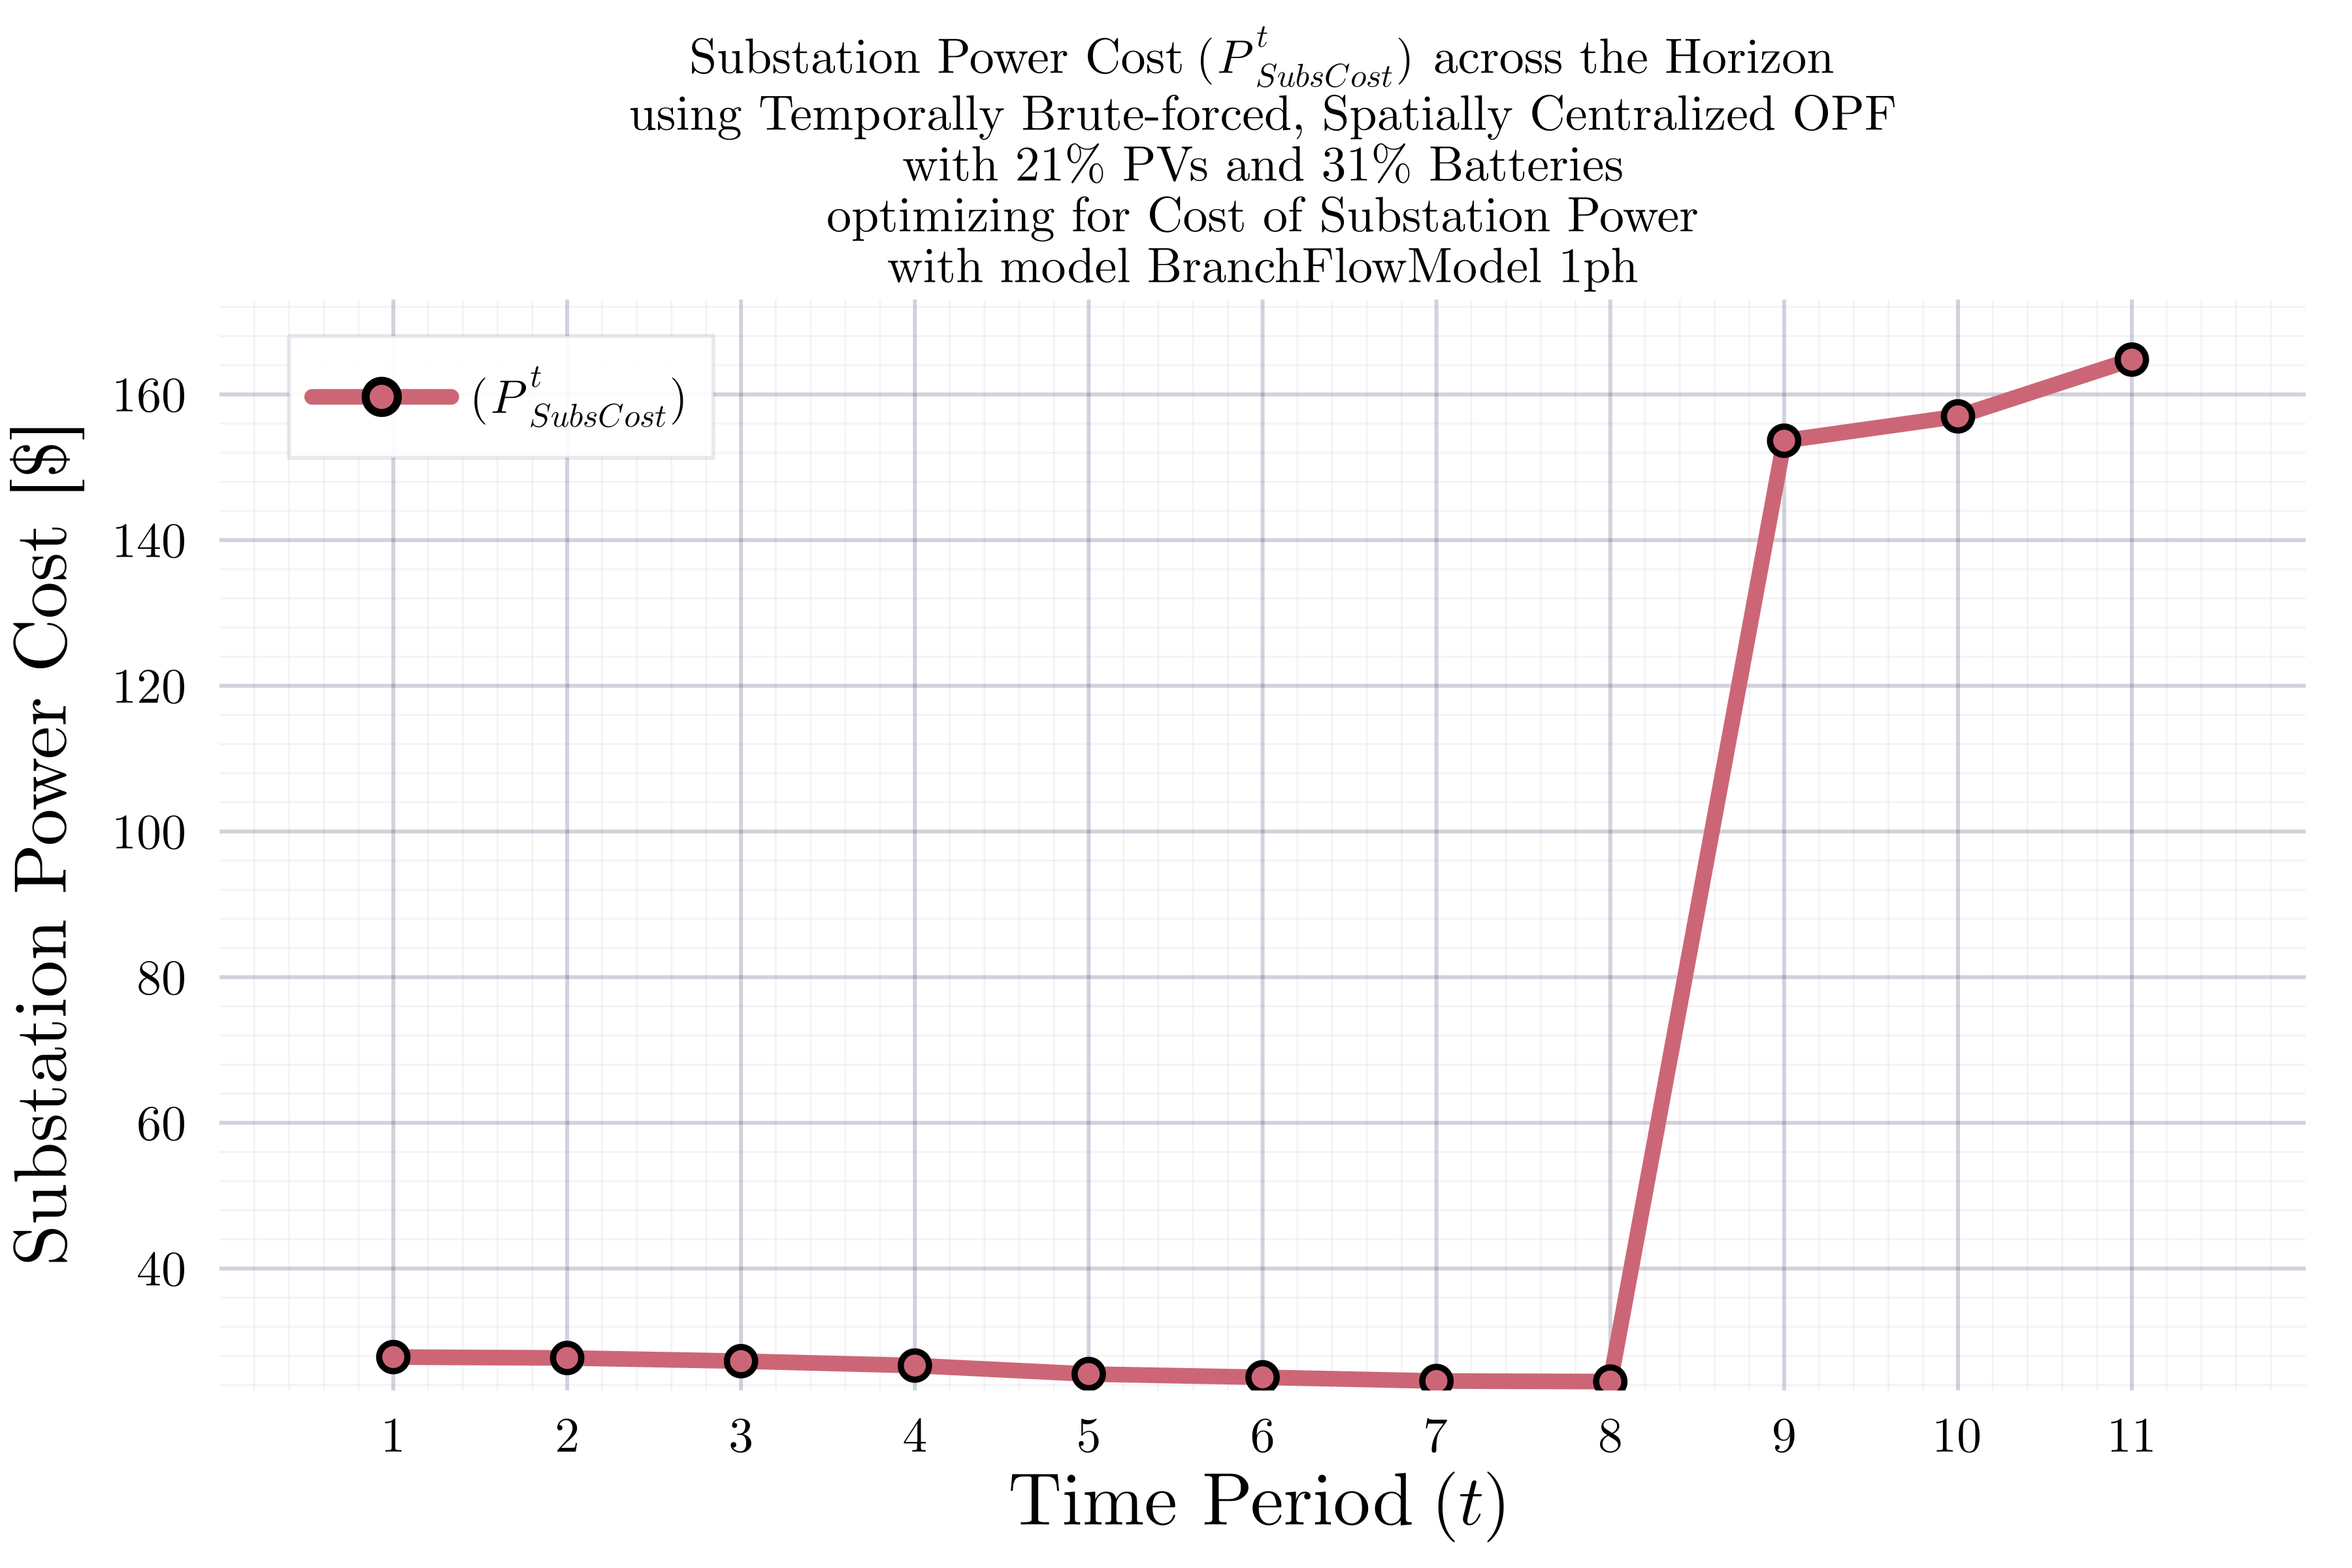 Substation Power Cost (P^t_SubsCost) across the Horizon
using Temporally Brute-forced, Spatially Centralized OPF
with 21% PVs and 31% Batteries
optimizing for Cost of Substation Power
with model BranchFlowModel 1ph
(P^t_SubsCost)
Substation Power Cost [$]
160
140
120
100
80
60
40
1 2 3 4 5 6 7 8 9 10 11
Time Period (t)